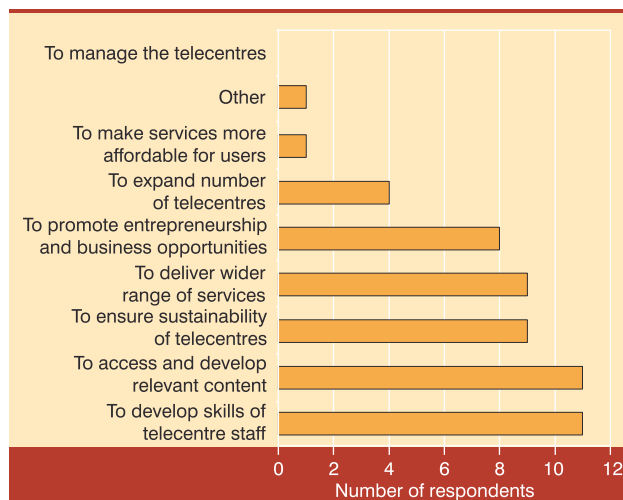 To manage the telecentres
Other
To make services more
affordable for users
To expand number
of telecentres
To promote entrepreneurship
and business opportunities
To deliver wider
range of services
To ensure sustainability
of telecentres
To access and develop
relevant content
To develop skills of
telecentre staff
0 2 4 6 8 10 12
Number of respondents